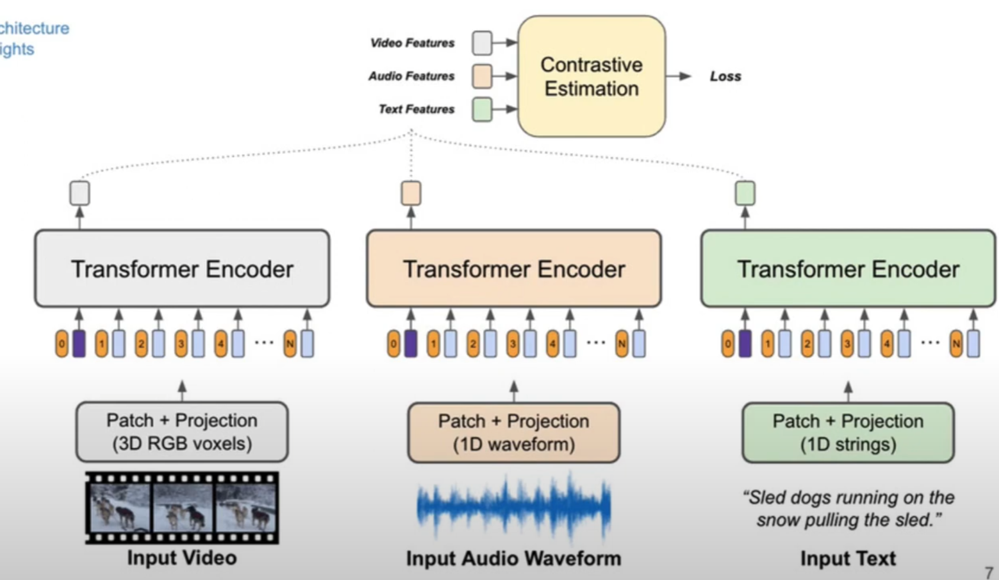 chitecture
ights
Video Features
Audio Features
Text Features
Contrastive
Estimation
Loss
Transformer Encoder
Transformer Encoder
Transformer Encoder
0 1 2 3 4 ... N
0 1 2 3 4 ... N
0 1 2 3 4 ... N
Patch + Projection
(3D RGB voxels)
Patch + Projection
(1D waveform)
Patch + Projection
(1D strings)
“Sled dogs running on the
snow pulling the sled.”
Input Video
Input Audio Waveform
Input Text
7